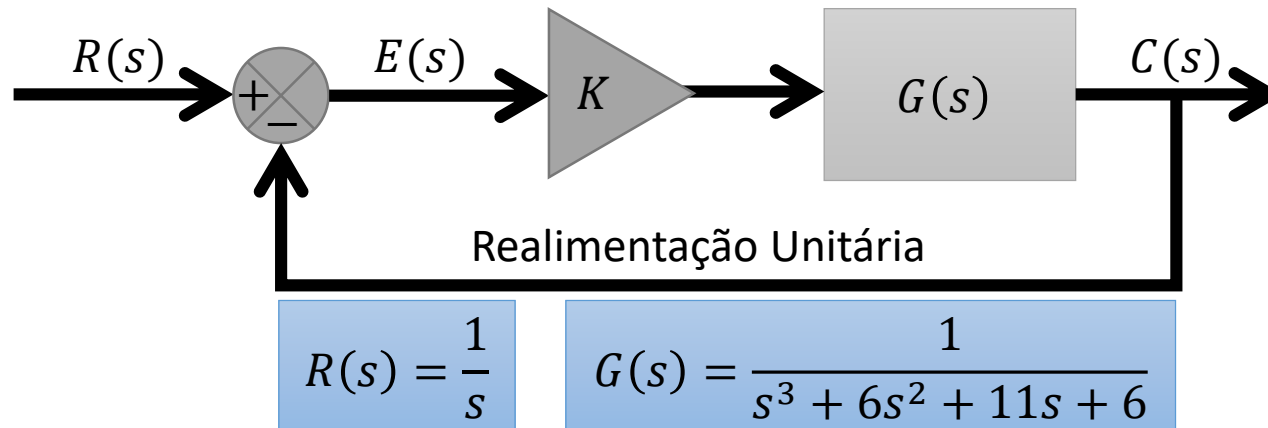 R(s)
+
−
E(s)
K
G(s)
C(s)
Realimentação Unitária
R(s) = 1/s
G(s) = 1/(s³ + 6s² + 11s + 6)